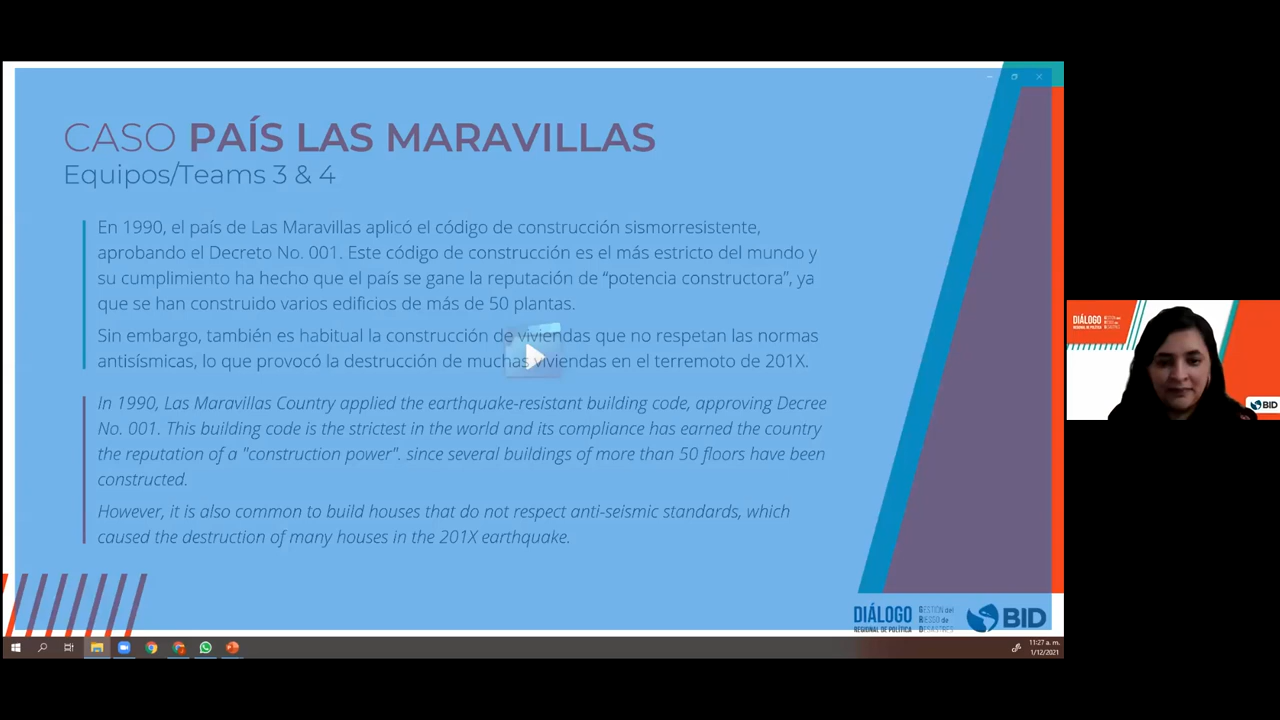 CASO PAÍS LAS MARAVILLAS
Equipos/Teams 3 & 4
En 1990, el país de Las Maravillas aplicó el código de construcción sismorresistente,
aprobando el Decreto No. 001. Este código de construcción es el más estricto del mundo y
su cumplimiento ha hecho que el país se gane la reputación de “potencia constructora”, ya
que se han construido varios edificios de más de 50 plantas.
Sin embargo, también es habitual la construcción de viviendas que no respetan las normas
antisísmicas, lo que provocó la destrucción de muchas viviendas en el terremoto de 201X.
In 1990, Las Maravillas Country applied the earthquake-resistant building code, approving Decree
No. 001. This building code is the strictest in the world and its compliance has earned the country
the reputation of a "construction power". since several buildings of more than 50 floors have been
constructed.
However, it is also common to build houses that do not respect anti-seismic standards, which
caused the destruction of many houses in the 201X earthquake.
DIÁLOGO
REGIONAL DE POLÍTICA
GESTIÓN del
RIESGO de
DESASTRES
BID
11:27 a. m.
1/12/2021
DIÁLOGO
REGIONAL DE POLÍTICA
BID